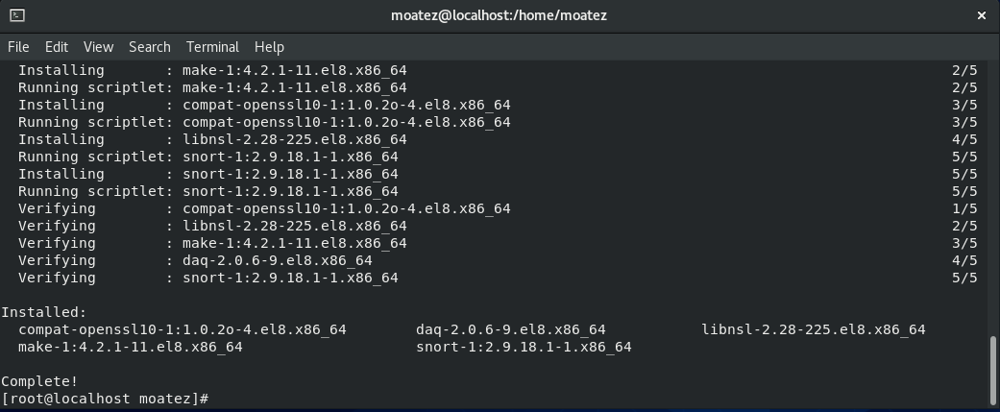 moatez@localhost:/home/moatez
File Edit View Search Terminal Help
Installing : make-1:4.2.1-11.el8.x86_64 2/5
Running scriptlet: make-1:4.2.1-11.el8.x86_64 2/5
Installing : compat-openssl10-1:1.0.2o-4.el8.x86_64 3/5
Running scriptlet: compat-openssl10-1:1.0.2o-4.el8.x86_64 3/5
Installing : libnsl-2.28-225.el8.x86_64 4/5
Running scriptlet: snort-1:2.9.18.1-1.x86_64 5/5
Installing : snort-1:2.9.18.1-1.x86_64 5/5
Running scriptlet: snort-1:2.9.18.1-1.x86_64 5/5
Verifying : compat-openssl10-1:1.0.2o-4.el8.x86_64 1/5
Verifying : libnsl-2.28-225.el8.x86_64 2/5
Verifying : make-1:4.2.1-11.el8.x86_64 3/5
Verifying : daq-2.0.6-9.el8.x86_64 4/5
Verifying : snort-1:2.9.18.1-1.x86_64 5/5
Installed:
compat-openssl10-1:1.0.2o-4.el8.x86_64 daq-2.0.6-9.el8.x86_64 libnsl-2.28-225.el8.x86_64
make-1:4.2.1-11.el8.x86_64 snort-1:2.9.18.1-1.x86_64
Complete!
[root@localhost moatez]#